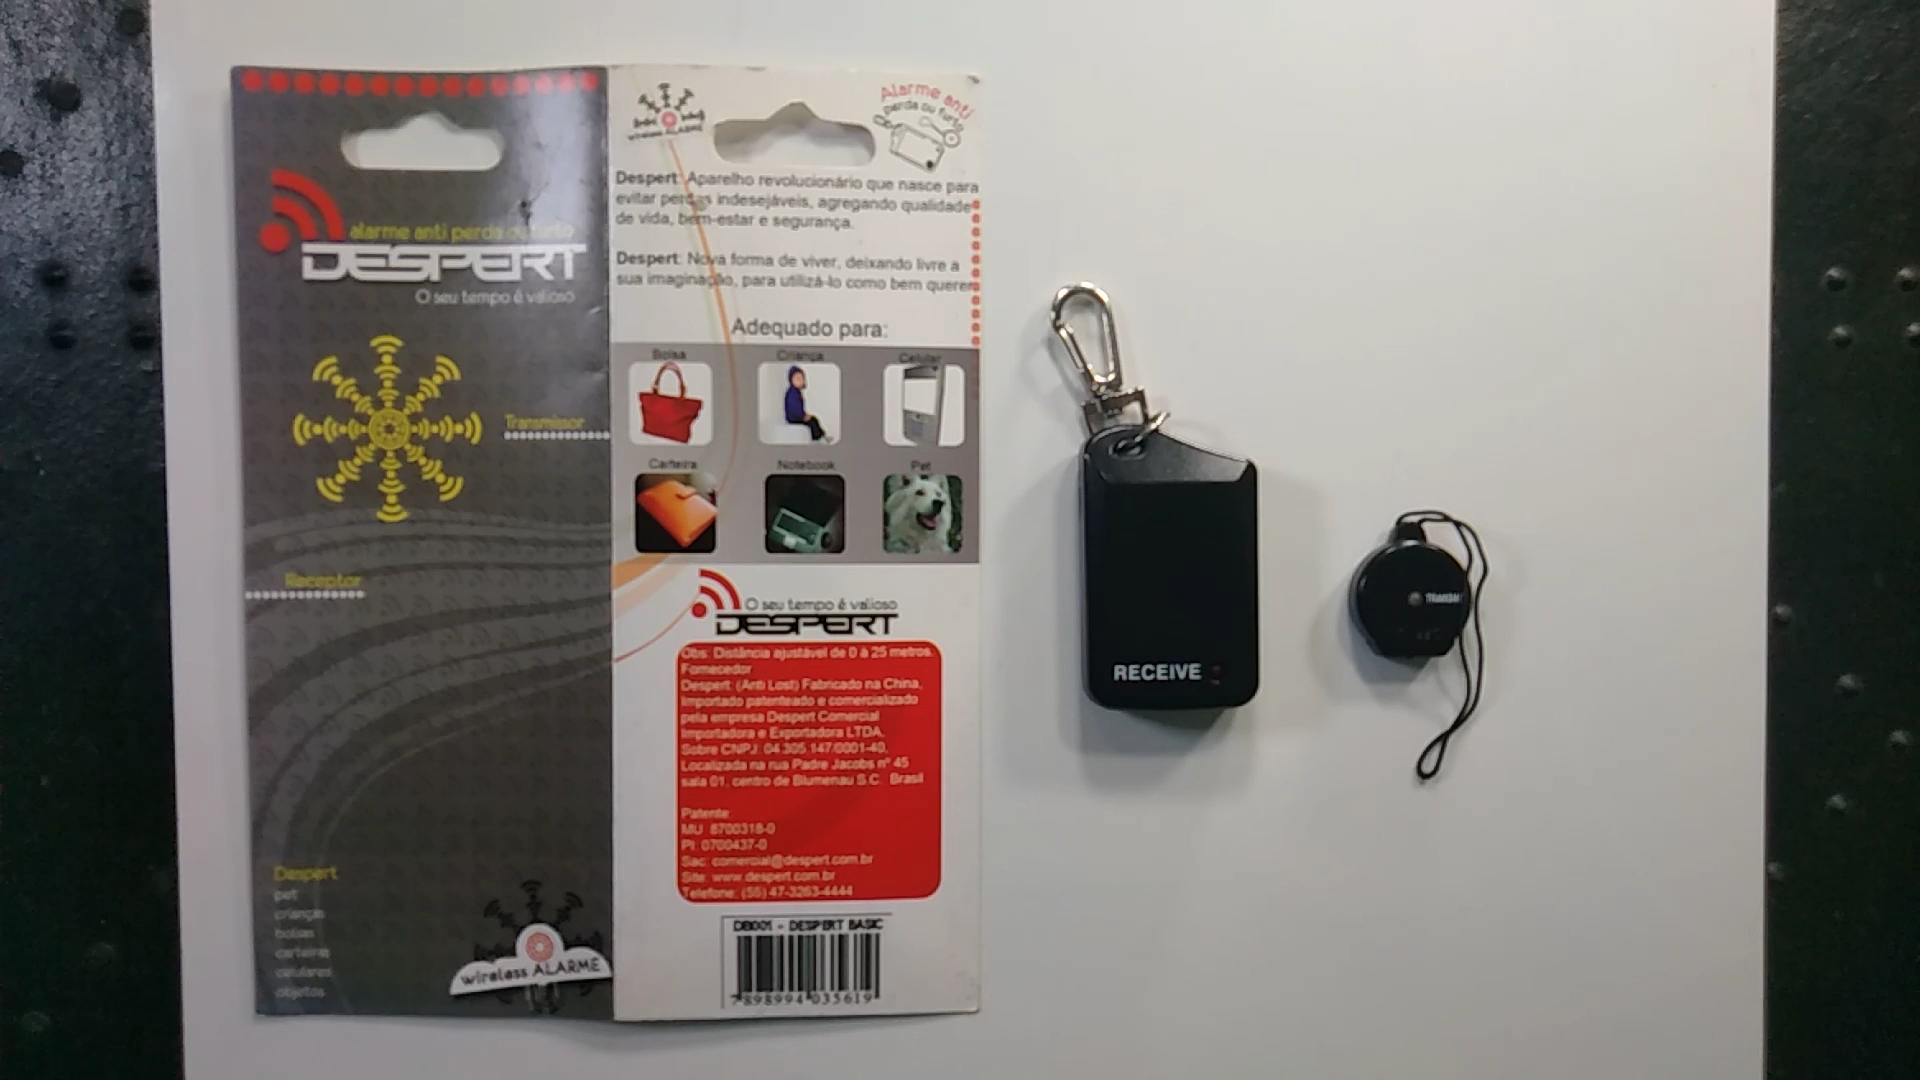 alarme anti perda ou furto
DESPERT
O seu tempo é valioso
Transmissor
Receptor
Despert
pet
crianças
bolsas
carteiras
celulares
objetos
wireless ALARME
wireless ALARME
Alarme anti
perda ou furto
Despert: Aparelho revolucionário que nasce para
evitar perdas indesejáveis, agregando qualidade
de vida, bem-estar e segurança.
Despert: Nova forma de viver, deixando livre a
sua imaginação, para utilizá-lo como bem querer.
Adequado para:
Bolsa Criança Celular
Carteira Notebook Pet
O seu tempo é valioso
DESPERT
Obs: Distância ajustável de 0 à 25 metros.
Fornecedor
Despert: (Anti Lost) Fabricado na China,
Importado patenteado e comercializado
pela empresa Despert Comercial
Importadora e Exportadora LTDA.
Sobre CNPJ: 04.305.147/0001-40,
Localizada na rua Padre Jacobs nº 45
sala 01, centro de Blumenau S.C. Brasil
Patente:
MU: 8700318-0
PI: 0700437-0
Sac: comercial@despert.com.br
Site: www.despert.com.br
Telefone: (55) 47-3263-4444
DB001 - DESPERT BASIC
7898994035619
RECEIVE